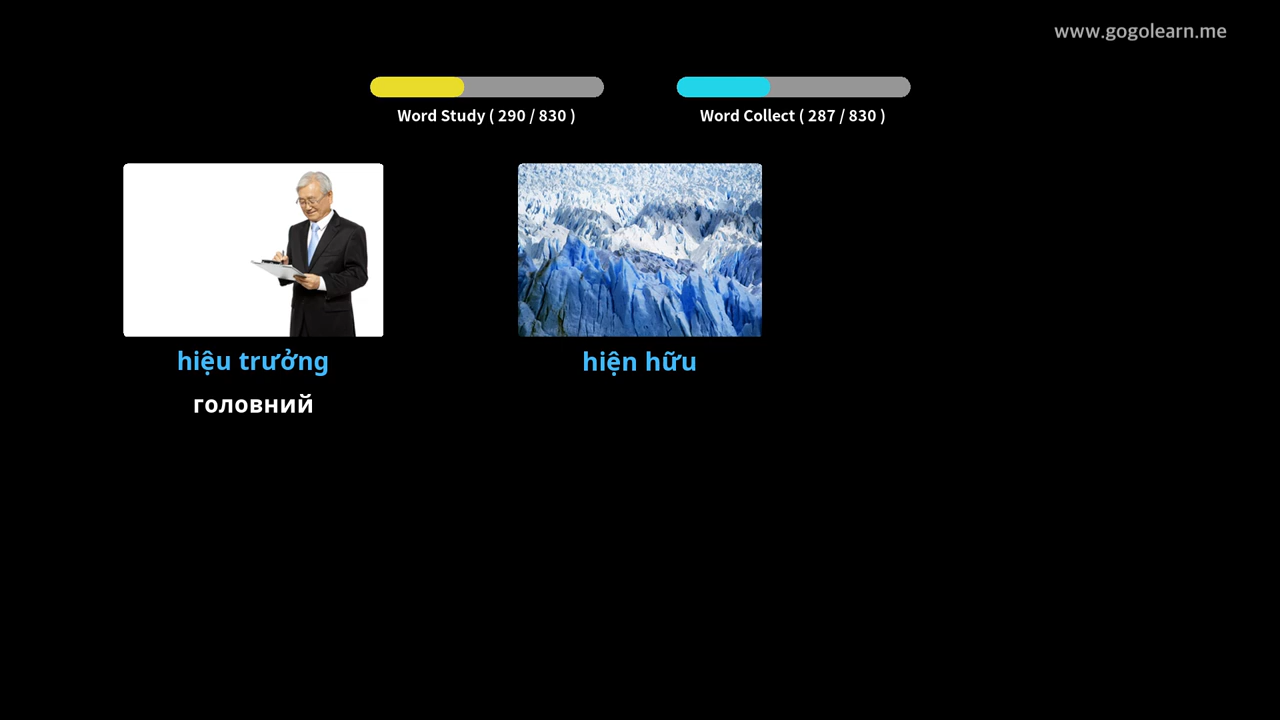 www.gogolearn.me
Word Study ( 290 / 830 )
Word Collect ( 287 / 830 )
hiệu trưởng
hiện hữu
головний